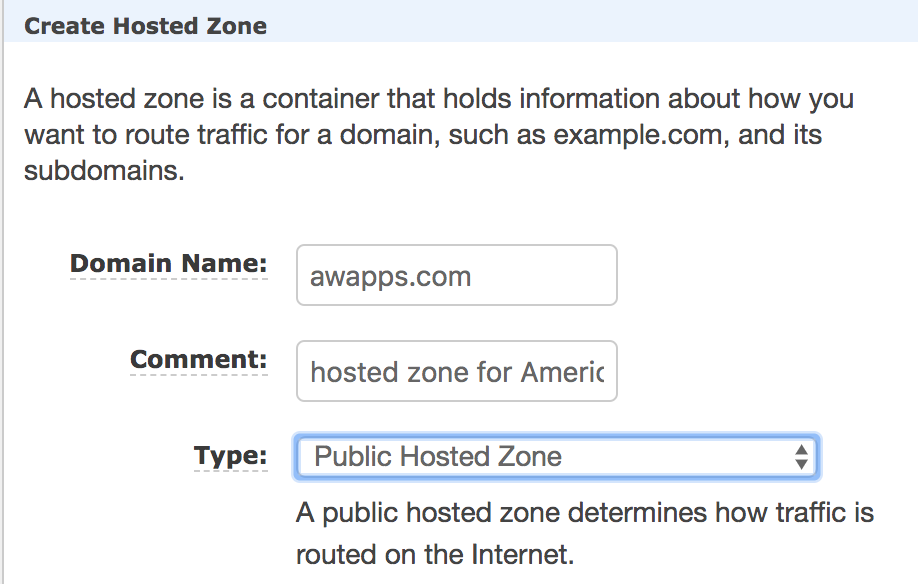 Create Hosted Zone
A hosted zone is a container that holds information about how you
want to route traffic for a domain, such as example.com, and its
subdomains.
Domain Name: awapps.com
Comment: hosted zone for Americ
Type: Public Hosted Zone
A public hosted zone determines how traffic is
routed on the Internet.